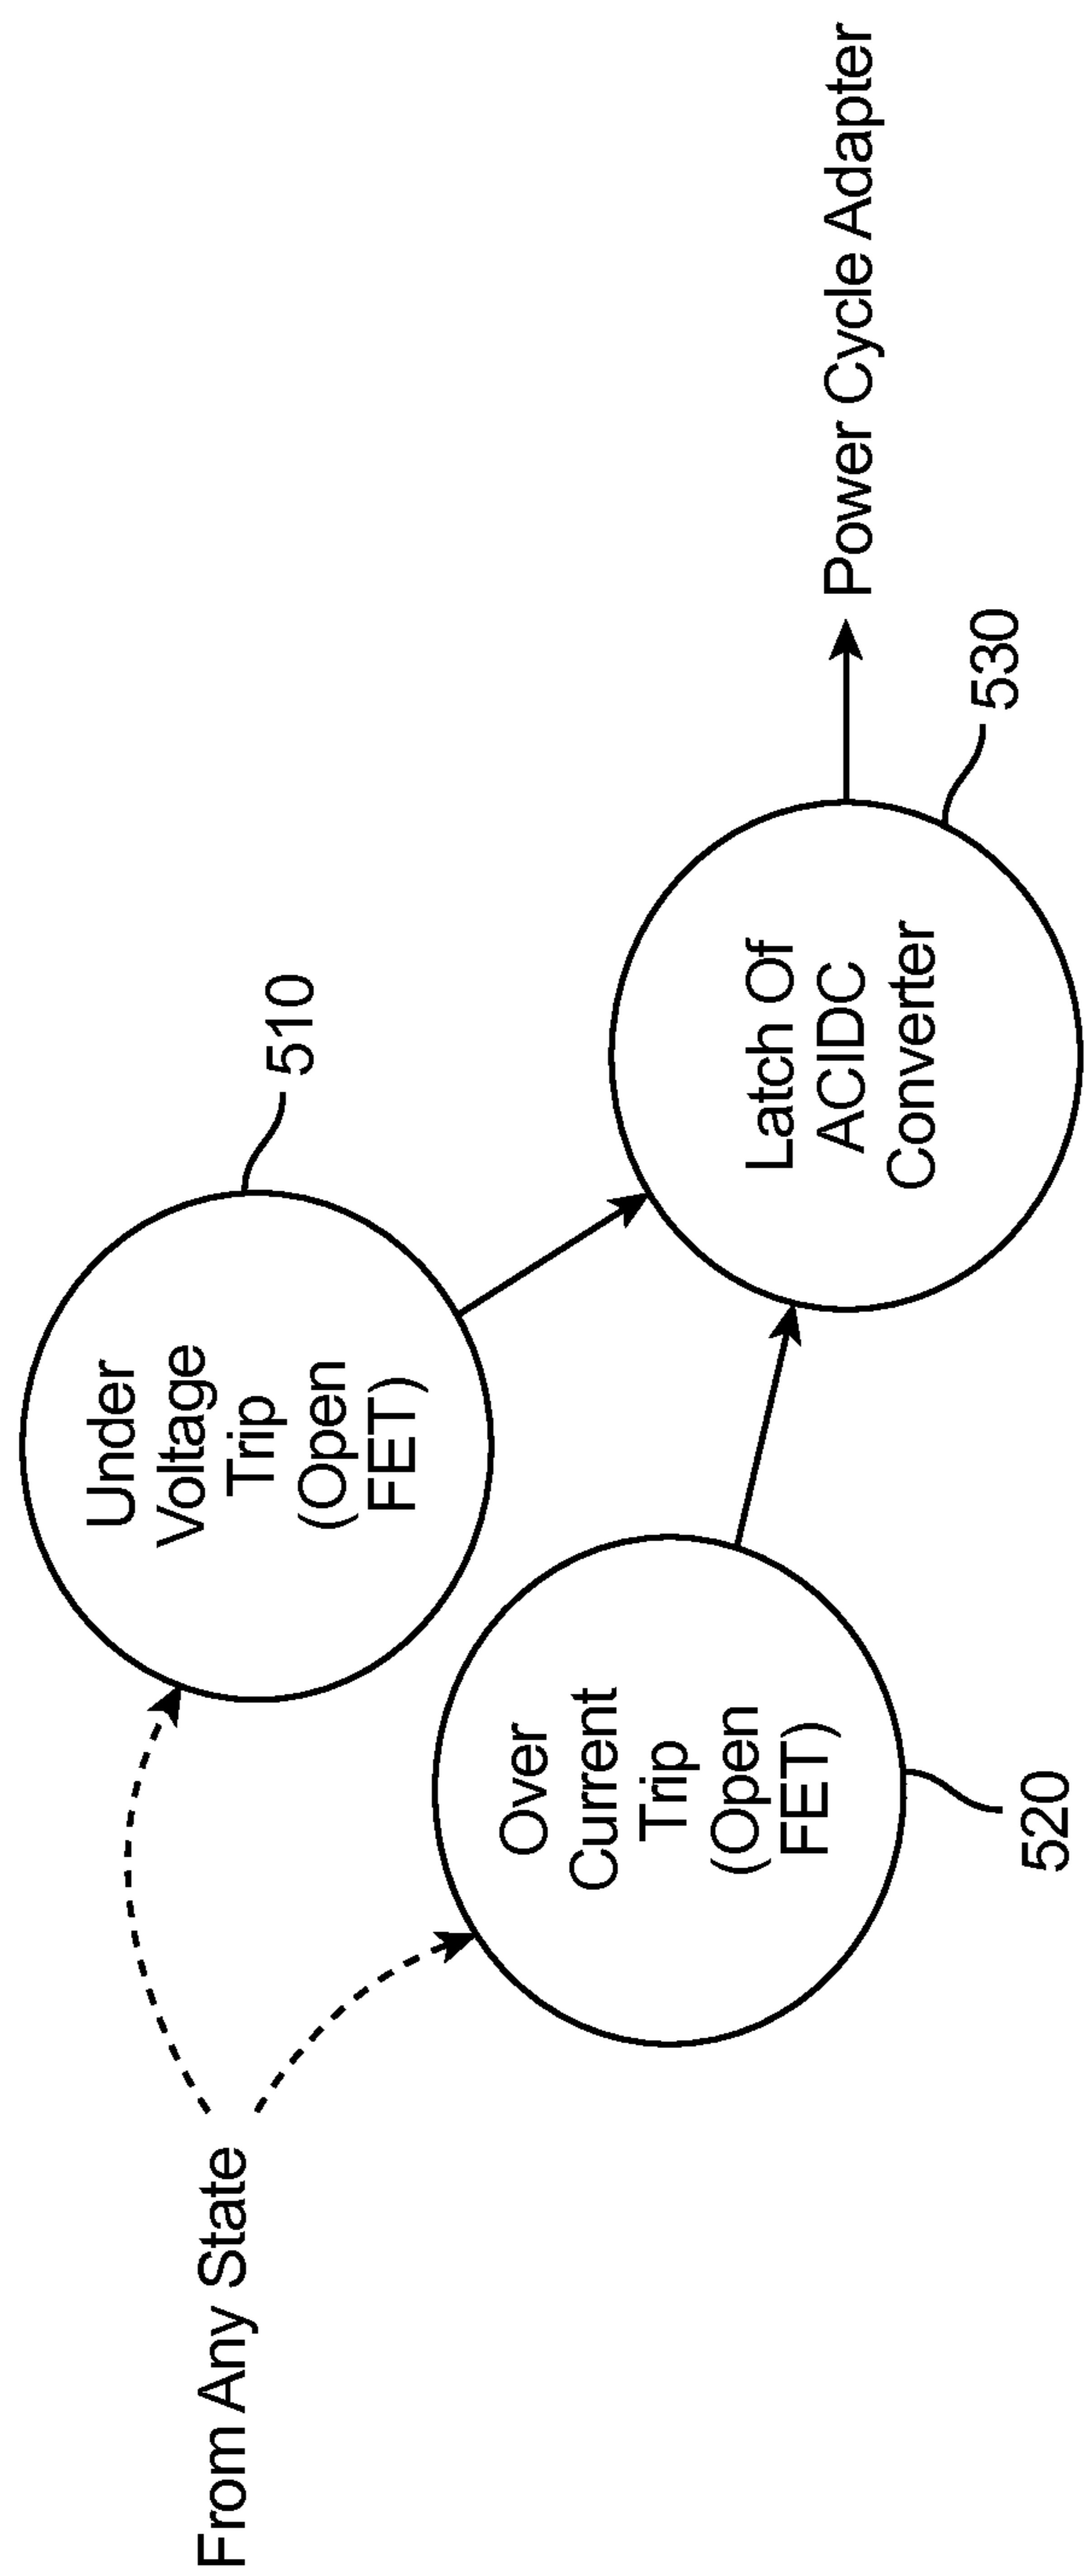 From Any State
Under
Voltage
Trip
(Open
FET)
510
Over
Current
Trip
(Open
FET)
520
Latch Of
ACIDC
Converter
530
Power Cycle Adapter